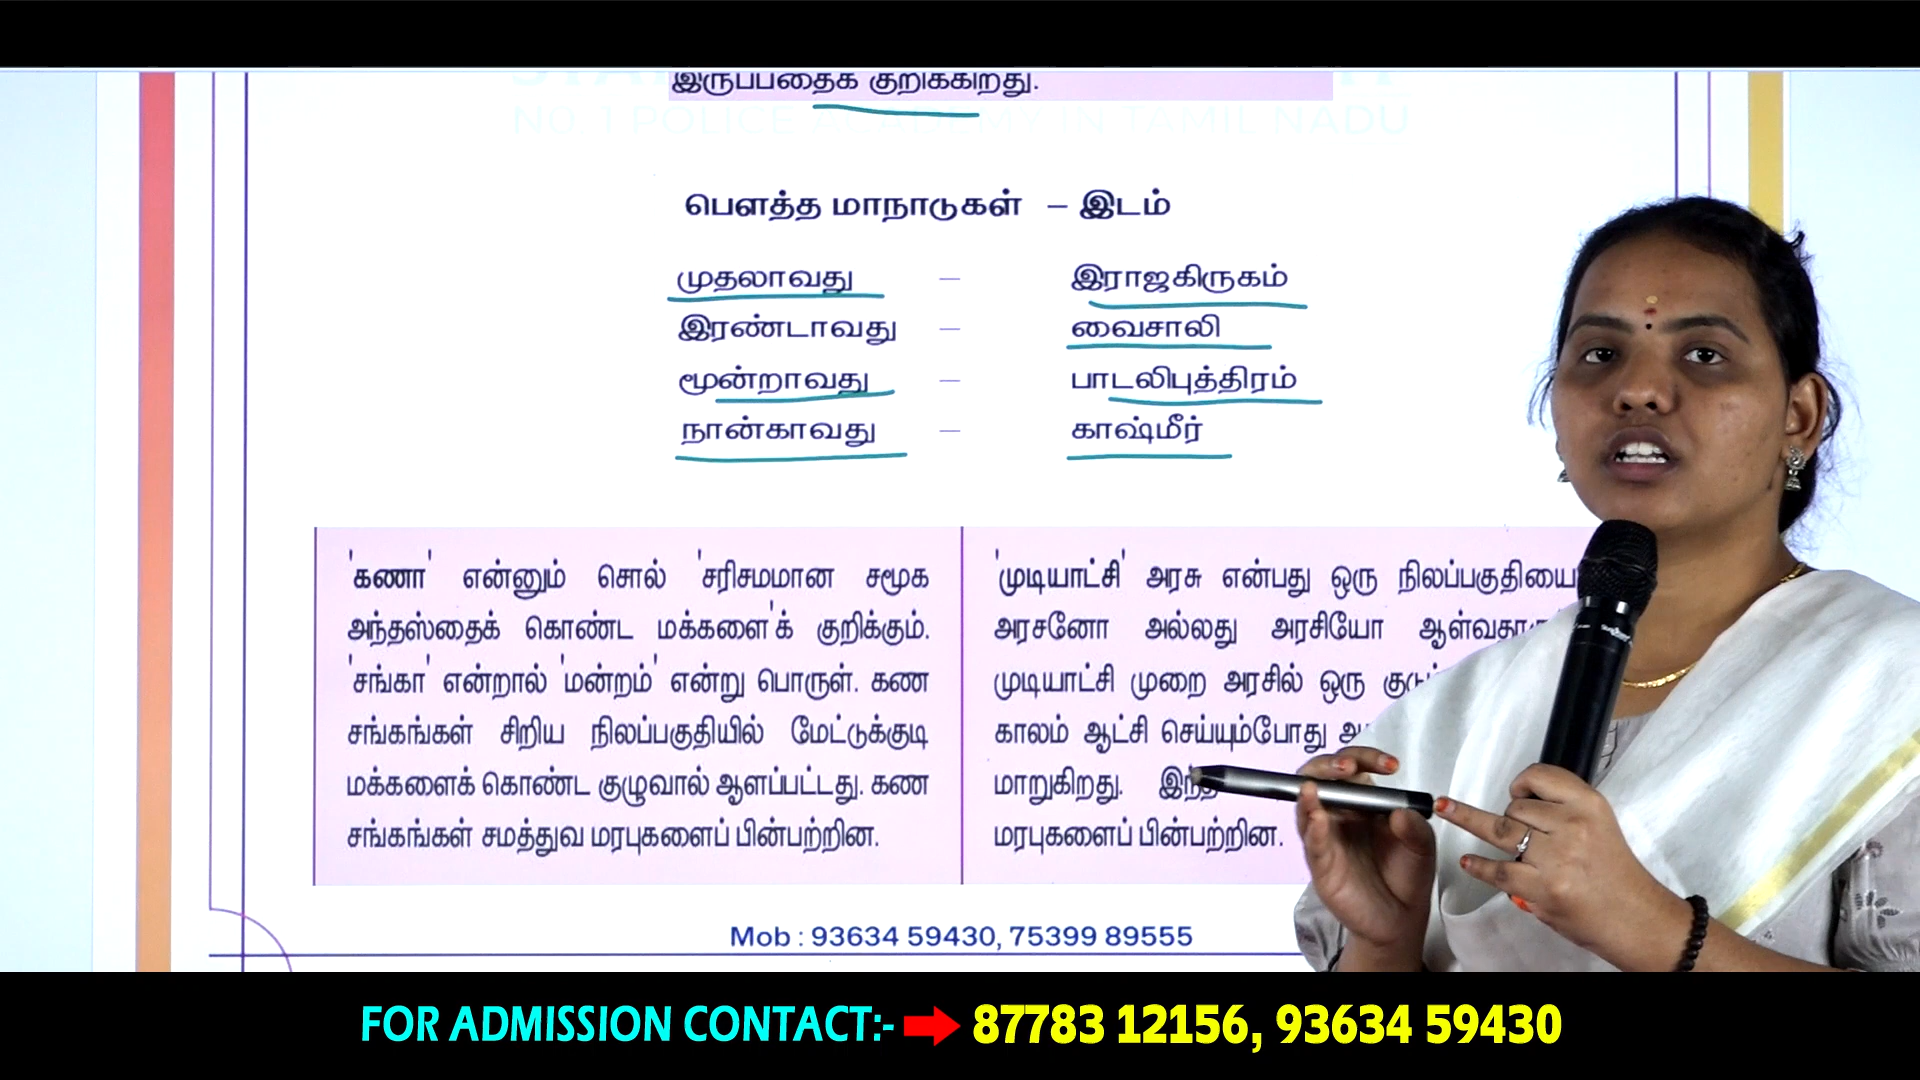 இருப்பதைக் குறிக்கிறது.
NO.1 POLICE ACADEMY IN TAMIL NADU
பௌத்த மாநாடுகள் – இடம்
முதலாவது – இராஜகிருகம்
இரண்டாவது – வைசாலி
மூன்றாவது – பாடலிபுத்திரம்
நான்காவது – காஷ்மீர்
'கணா' என்னும் சொல் 'சரிசமமான சமூக
அந்தஸ்தைக் கொண்ட மக்களை'க் குறிக்கும்.
'சங்கா' என்றால் 'மன்றம்' என்று பொருள். கண
சங்கங்கள் சிறிய நிலப்பகுதியில் மேட்டுக்குடி
மக்களைக் கொண்ட குழுவால் ஆளப்பட்டது. கண
சங்கங்கள் சமத்துவ மரபுகளைப் பின்பற்றின.
'முடியாட்சி' அரசு என்பது ஒரு நிலப்பகுதியை
அரசனோ அல்லது அரசியோ
முடியாட்சி முறை அரசில் ஒரு
காலம் ஆட்சி செய்யும்போது
மாறுகிறது.
மரபுகளைப் பின்பற்றின.
Mob : 93634 59430, 75399 89555
FOR ADMISSION CONTACT:- 87783 12156, 93634 59430